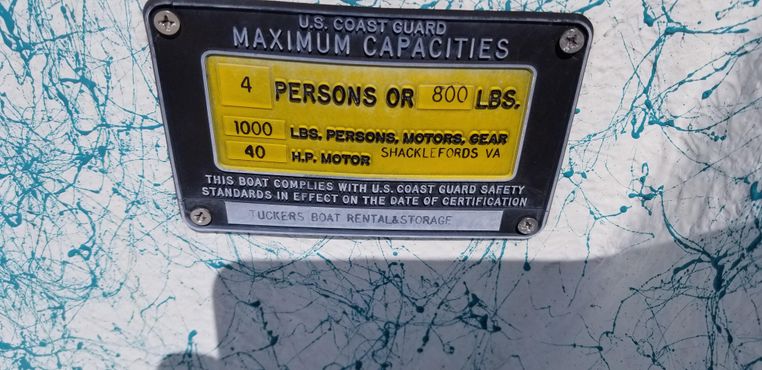 U.S. COAST GUARD
MAXIMUM CAPACITIES
4 PERSONS OR 800 LBS.
1000 LBS. PERSONS, MOTORS, GEAR
40 H.P. MOTOR SHACKLEFORDS VA
THIS BOAT COMPLIES WITH U.S. COAST GUARD SAFETY
STANDARDS IN EFFECT ON THE DATE OF CERTIFICATION
TUCKERS BOAT RENTAL&STORAGE